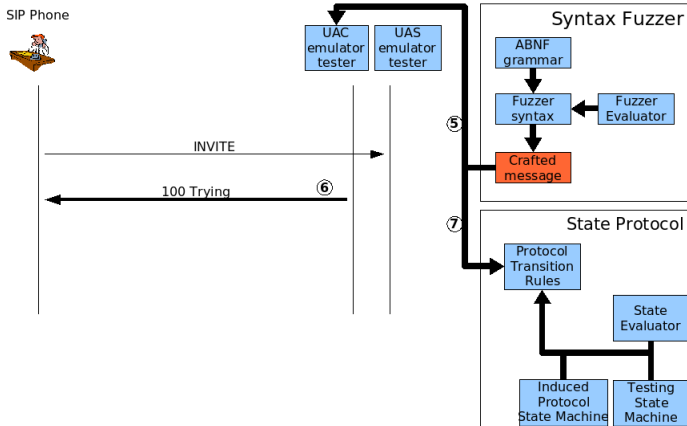 SIP Phone
UAC
emulator
tester
UAS
emulator
tester
Syntax Fuzzer
ABNF
grammar
Fuzzer
syntax
Fuzzer
Evaluator
5
INVITE
Crafted
message
100 Trying
6
7
State Protocol
Protocol
Transition
Rules
State
Evaluator
Induced
Protocol
State Machine
Testing
State
Machine